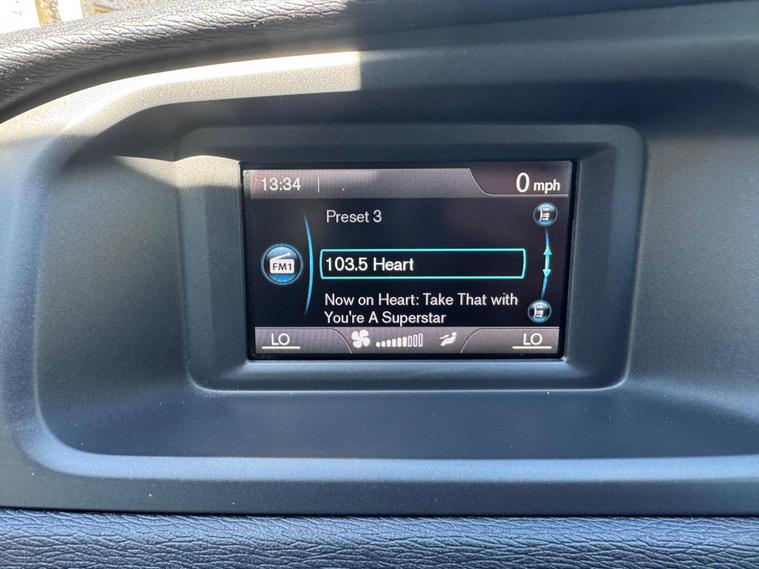 13:34
0 mph
Preset 3
FM1
103.5 Heart
Now on Heart: Take That with
You're A Superstar
LO
LO